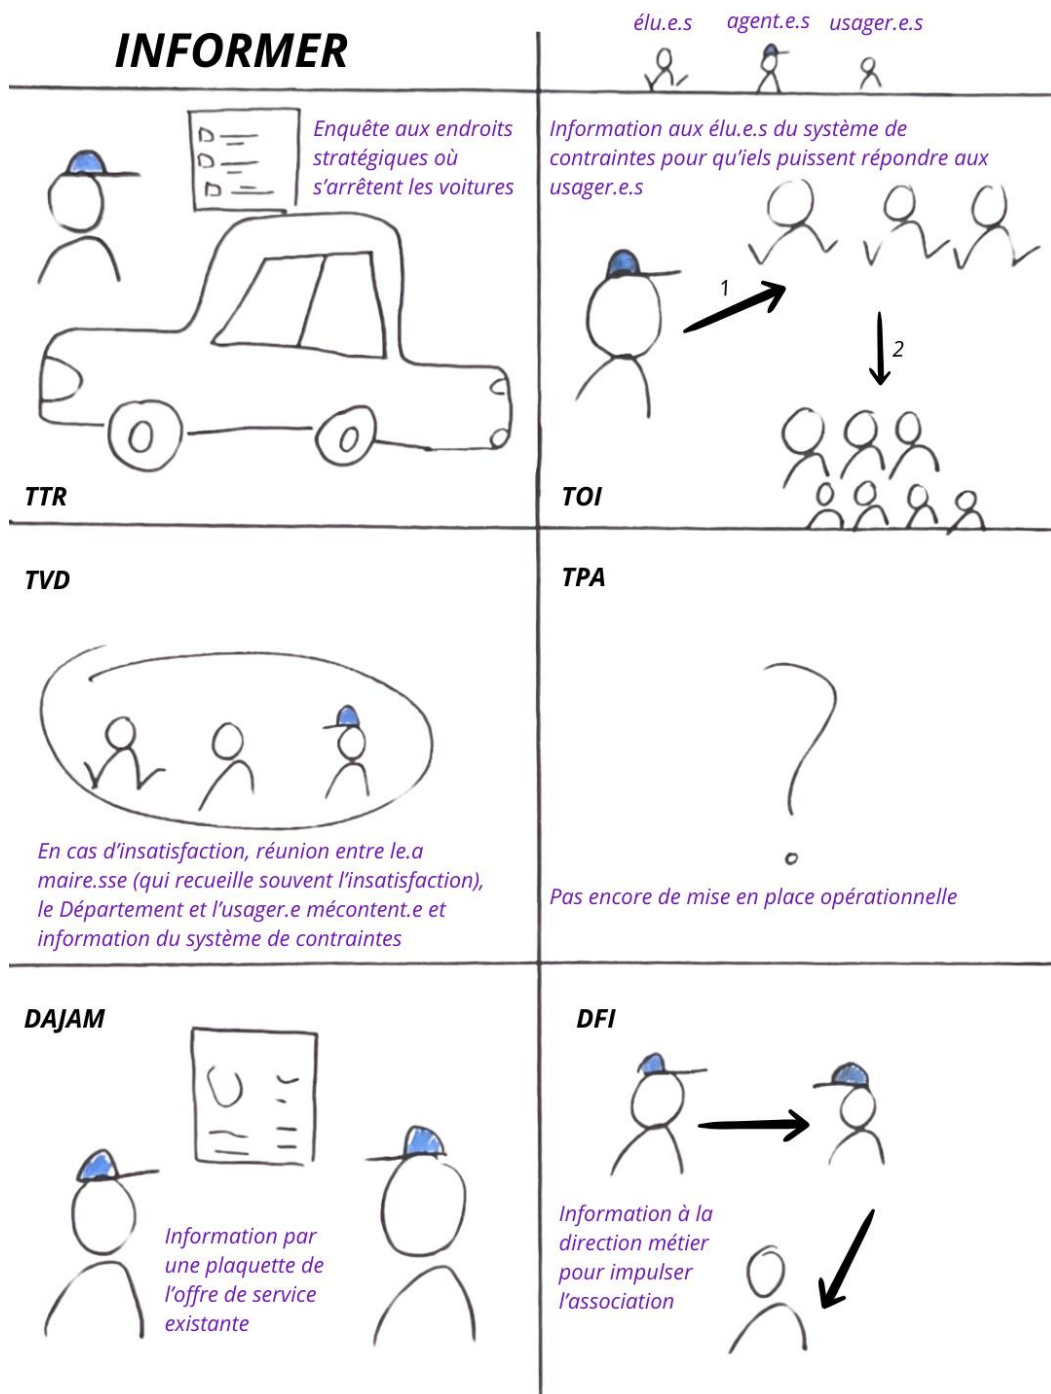 INFORMER
élu.e.s agent.e.s usager.e.s
Enquête aux endroits
stratégiques où
s'arrêtent les voitures
TTR
Information aux élu.e.s du système de
contraintes pour qu'iels puissent répondre aux
usager.e.s
1
2
TOI
TVD
En cas d'insatisfaction, réunion entre le.a
maire.sse (qui recueille souvent l'insatisfaction),
le Département et l'usager.e mécontent.e et
information du système de contraintes
TPA
Pas encore de mise en place opérationnelle
DAJAM
Information par
une plaquette de
l'offre de service
existante
DFI
Information à la
direction métier
pour impulser
l'association